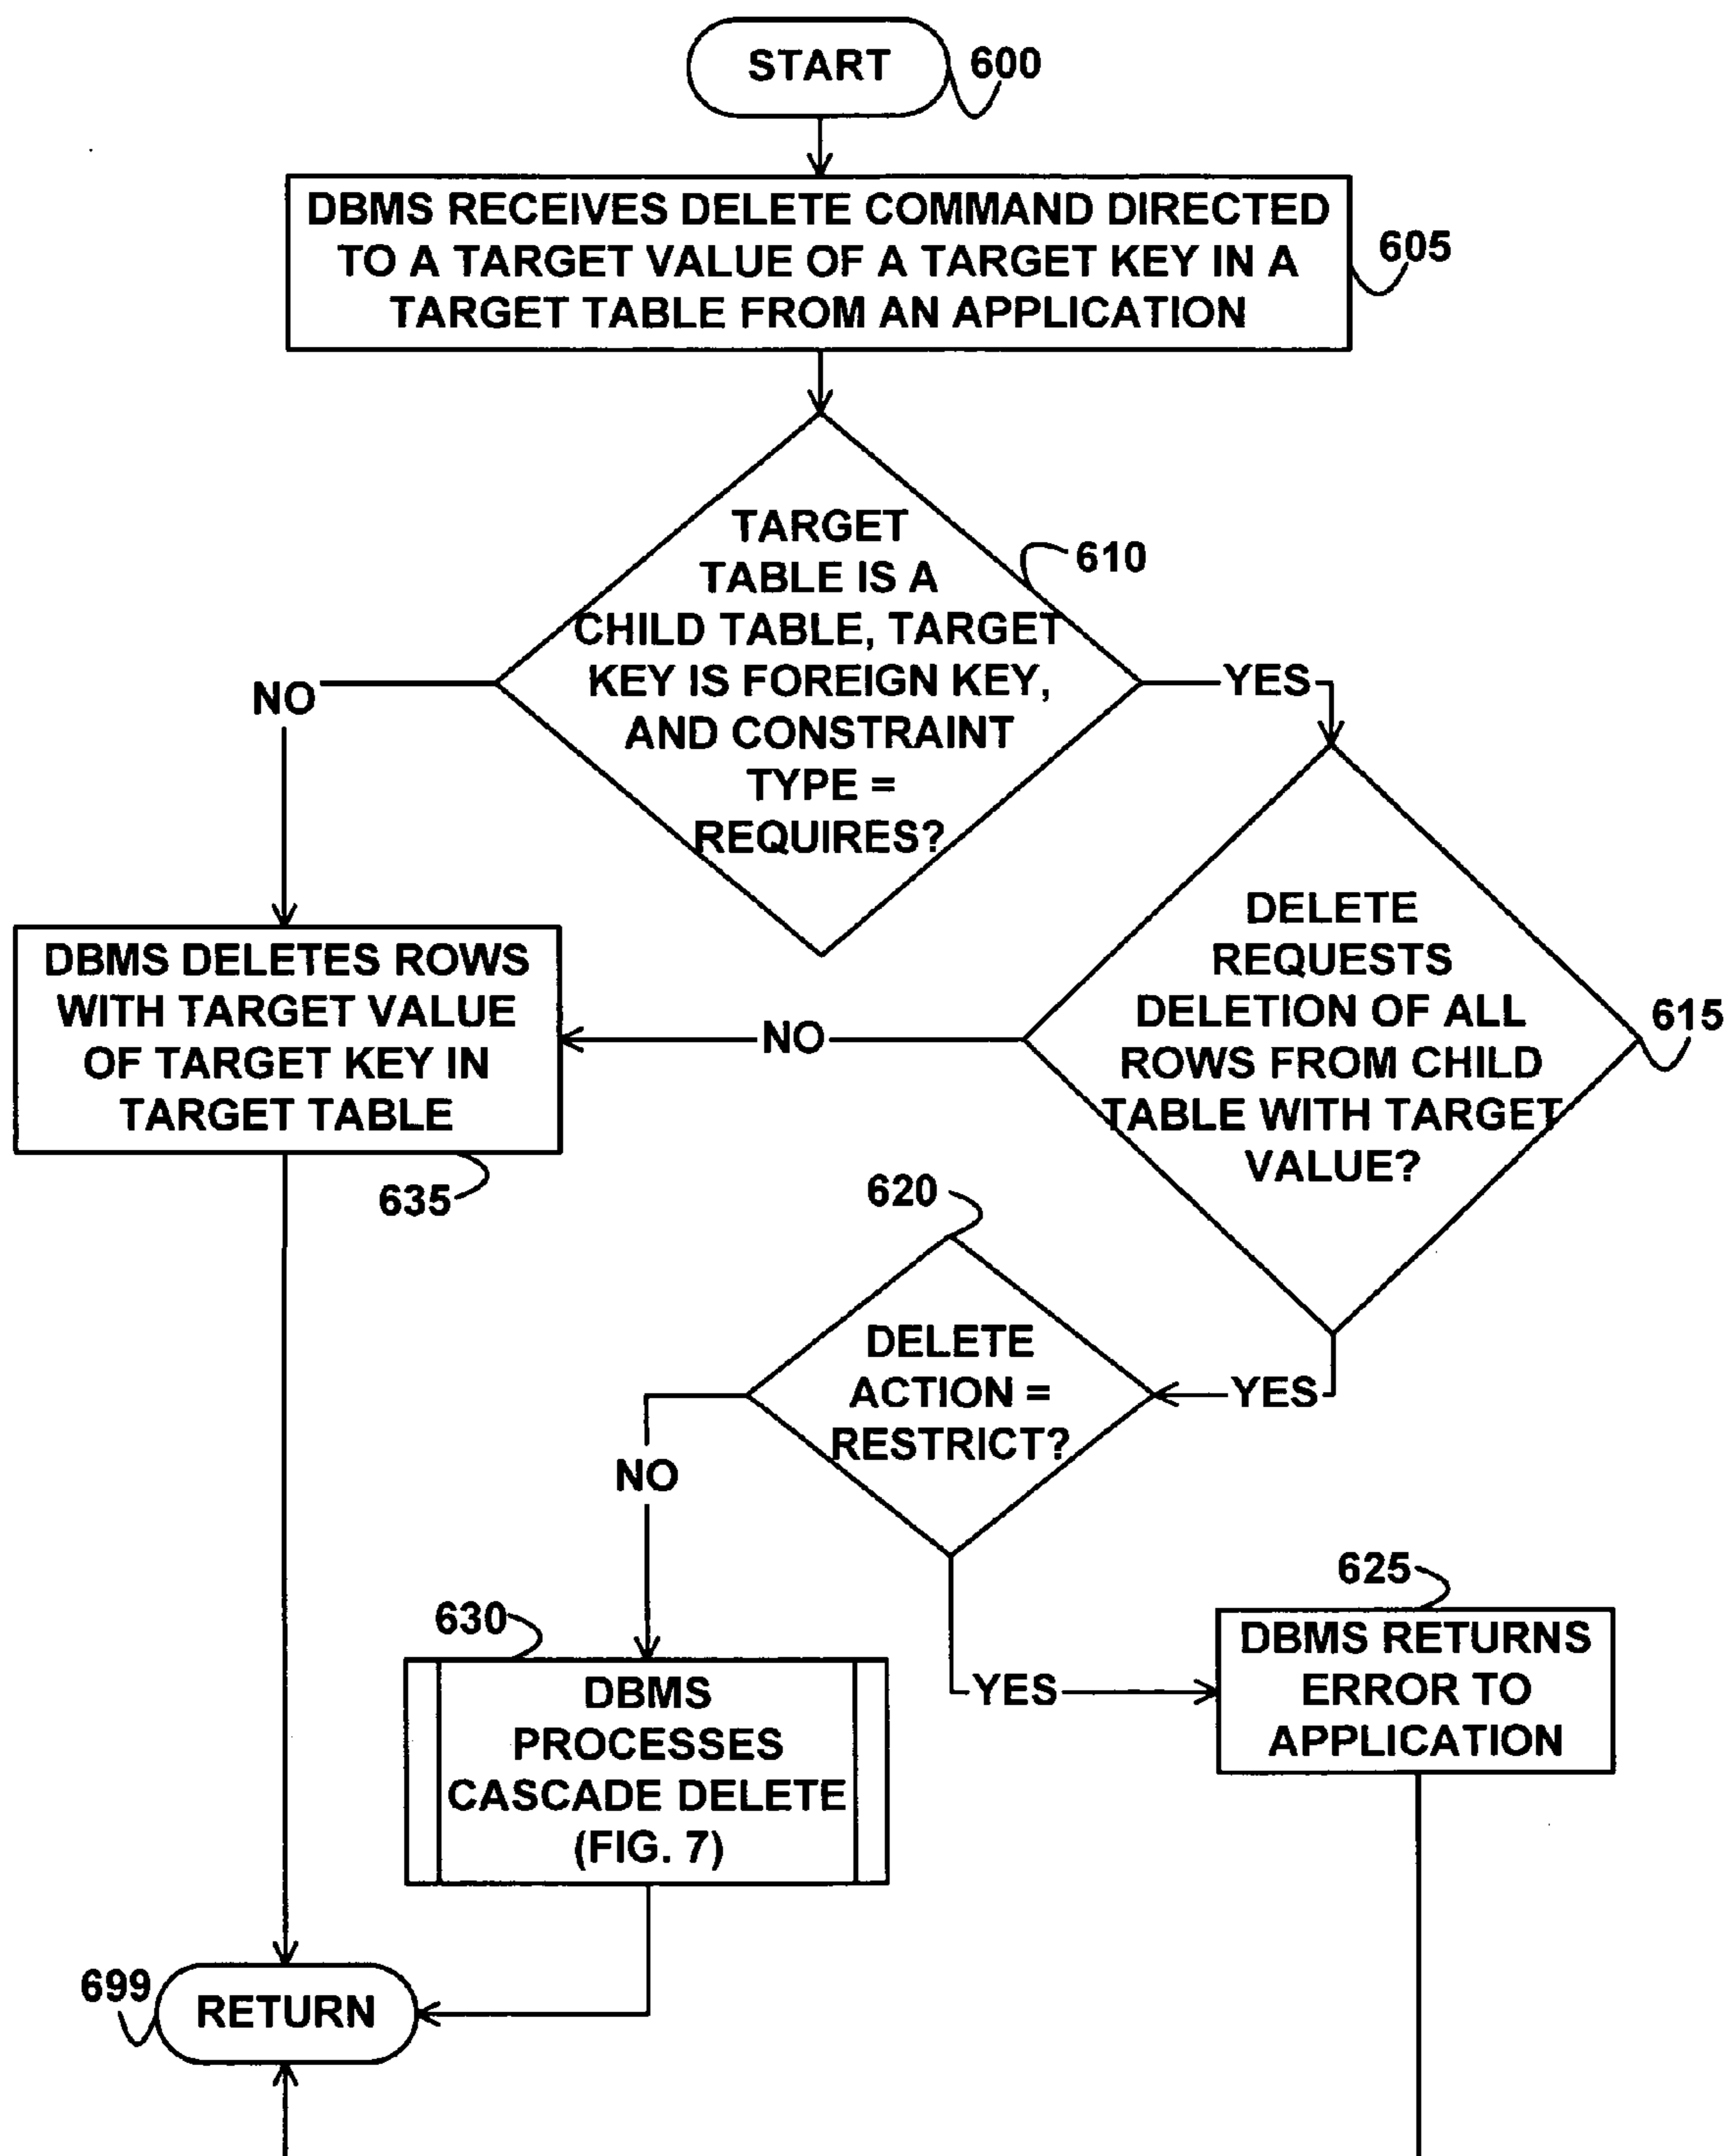 START
600
DBMS RECEIVES DELETE COMMAND DIRECTED
TO A TARGET VALUE OF A TARGET KEY IN A
TARGET TABLE FROM AN APPLICATION
605
TARGET
TABLE IS A
CHILD TABLE, TARGET
KEY IS FOREIGN KEY,
AND CONSTRAINT
TYPE =
REQUIRES?
610
NO
YES
DELETE
REQUESTS
DELETION OF ALL
ROWS FROM CHILD
TABLE WITH TARGET
VALUE?
615
NO
DBMS DELETES ROWS
WITH TARGET VALUE
OF TARGET KEY IN
TARGET TABLE
635
620
DELETE
ACTION =
RESTRICT?
YES
NO
YES
625
DBMS RETURNS
ERROR TO
APPLICATION
630
DBMS
PROCESSES
CASCADE DELETE
(FIG. 7)
699
RETURN